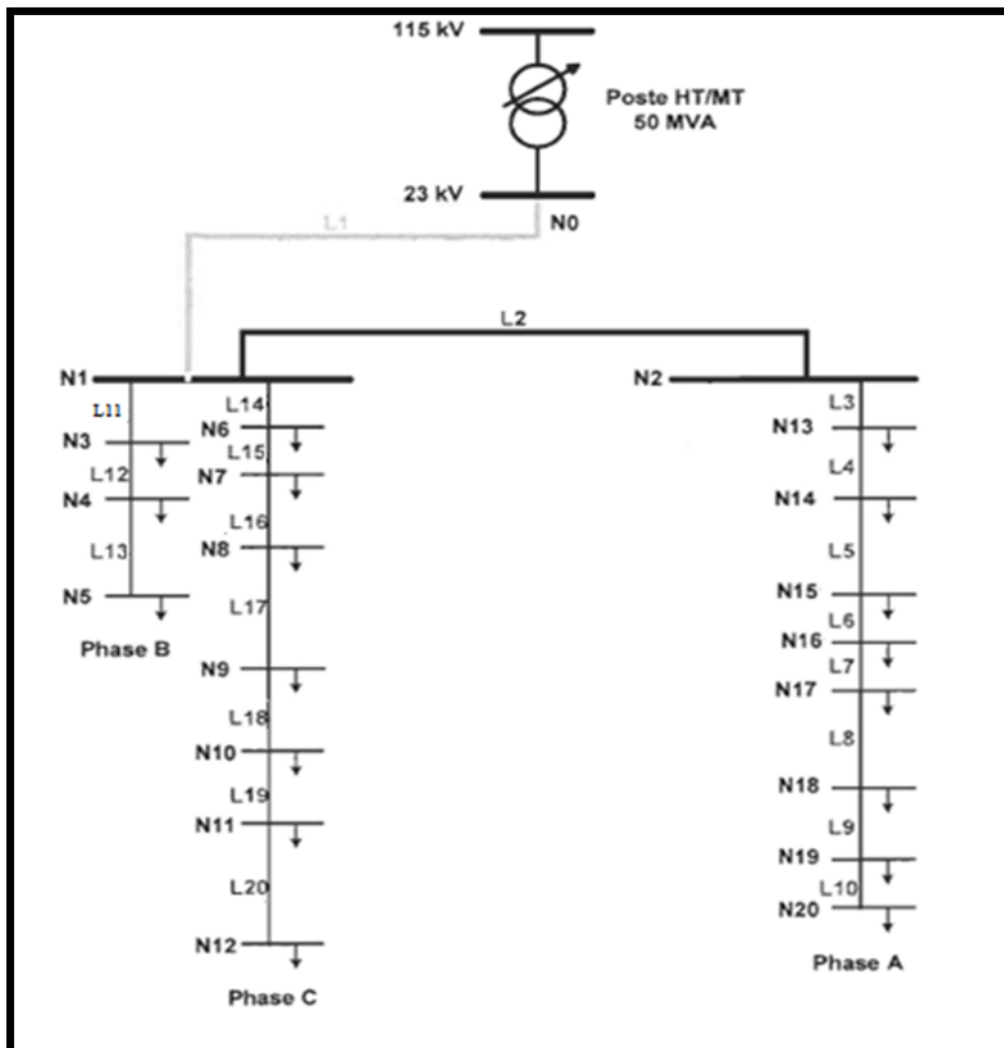 115 kV
Poste HT/MT
50 MVA
23 kV
N0
L1
L2
N1
N2
L11
L14
L3
N3
N6
N13
L12
L15
L4
N4
N7
N14
L13
L16
L5
N8
N5
L17
N15
L6
Phase B
N16
N9
L7
N17
L18
L8
N10
L19
N18
N11
L9
L20
N19
L10
N20
N12
Phase A
Phase C